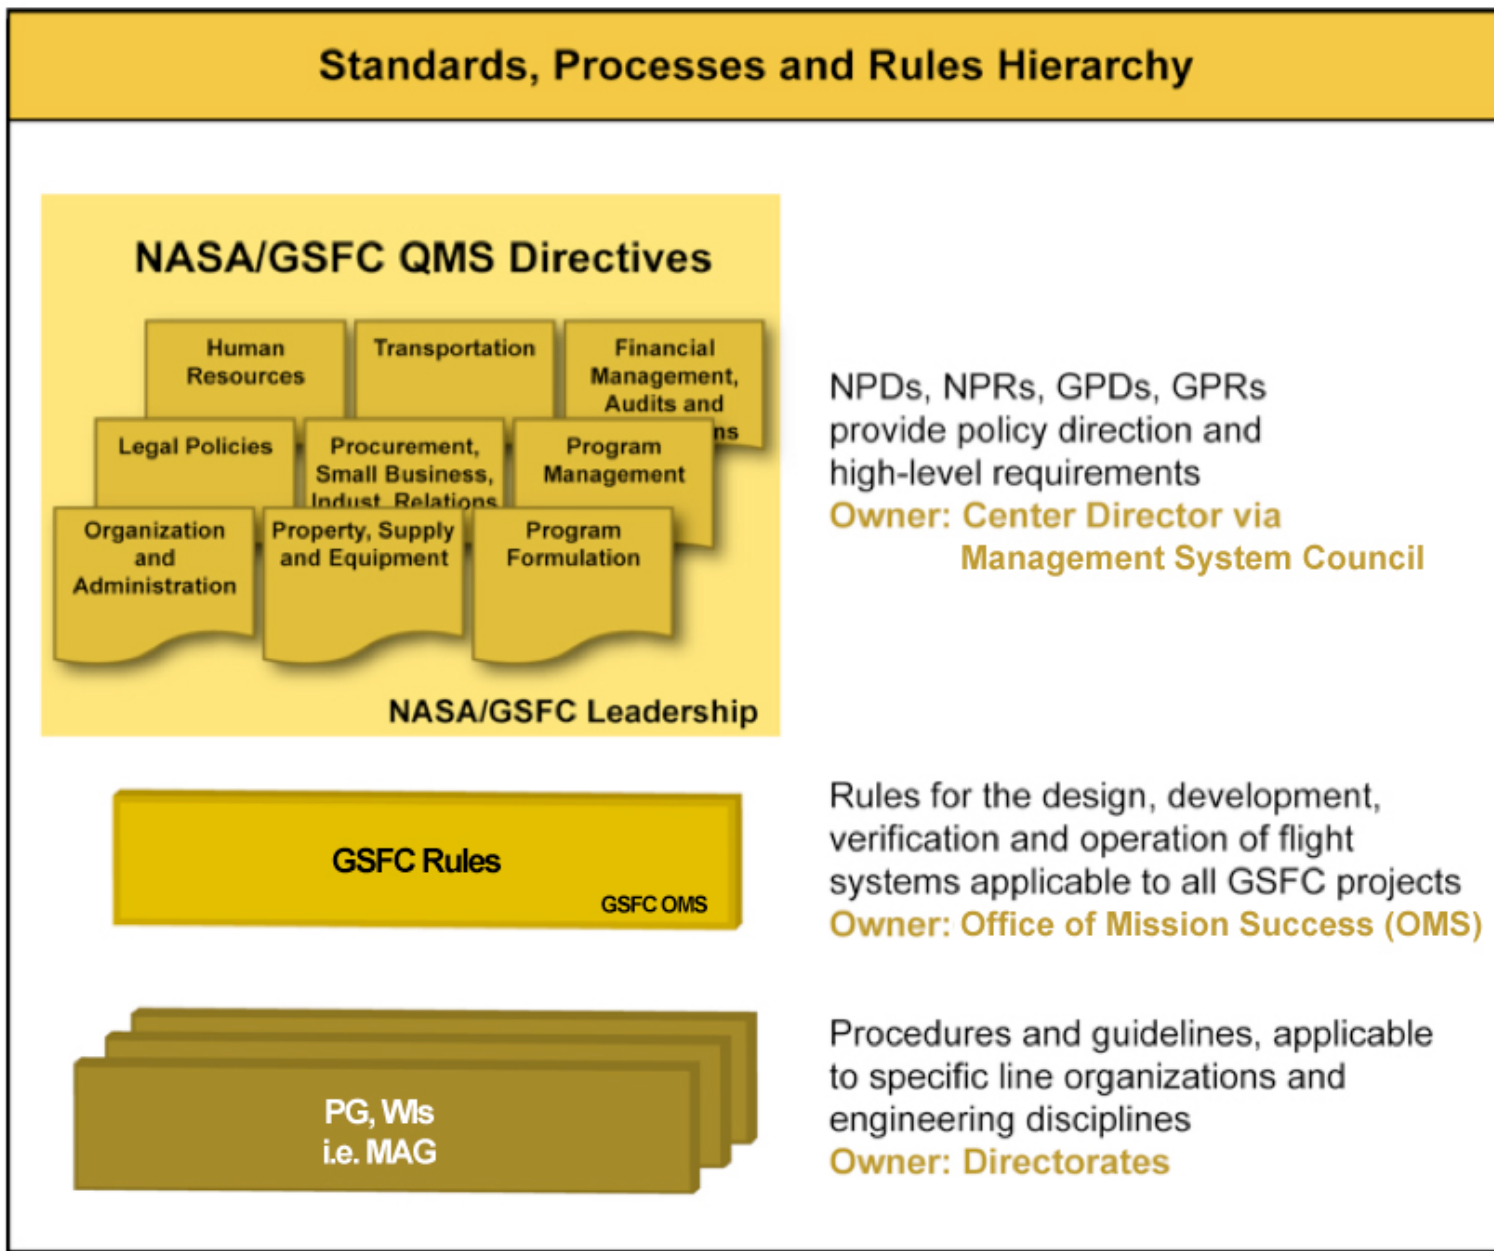 Standards, Processes and Rules Hierarchy
NASA/GSFC QMS Directives
Human
Resources
Transportation
Financial
Management,
Audits and
Legal Policies
Procurement,
Small Business,
Indust. Relations
Program
Management
Organization
and
Administration
Property, Supply
and Equipment
Program
Formulation
NASA/GSFC Leadership
NPDs, NPRs, GPDs, GPRs
provide policy direction and
high-level requirements
Owner: Center Director via
Management System Council
GSFC Rules
GSFC OMS
Rules for the design, development,
verification and operation of flight
systems applicable to all GSFC projects
Owner: Office of Mission Success (OMS)
PG, WIs
i.e. MAG
Procedures and guidelines, applicable
to specific line organizations and
engineering disciplines
Owner: Directorates